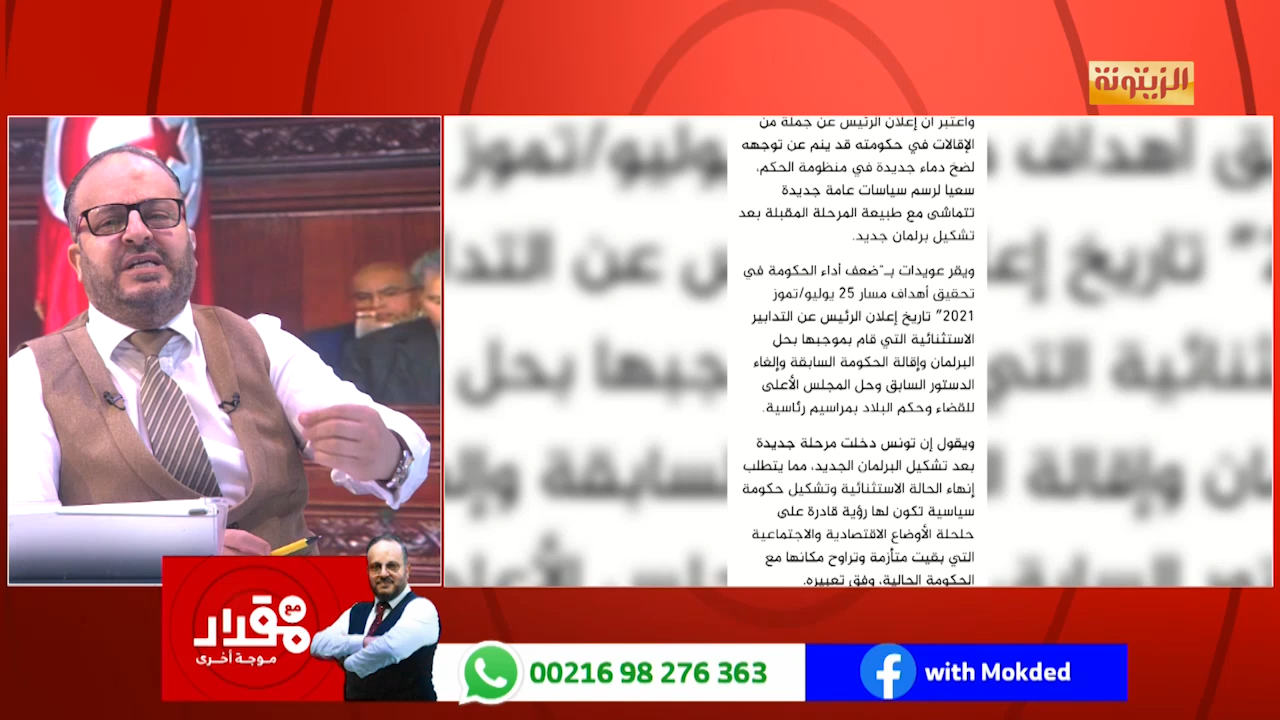 الزيتونة
واعتبر أن إعلان الرئيس عن جملة من
الإقالات في حكومته قد ينم عن توجهه
لضخ دماء جديدة في منظومة الحكم،
سعيا لرسم سياسات عامة جديدة
تتماشى مع طبيعة المرحلة المقبلة بعد
تشكيل برلمان جديد.
ويقر عويدات بـ"ضعف أداء الحكومة في
تحقيق أهداف مسار 25 يوليو/تموز
2021" تاريخ إعلان الرئيس عن التدابير
الاستثنائية التي قام بموجبها بحل
البرلمان وإقالة الحكومة السابقة وإلغاء
الدستور السابق وحل المجلس الأعلى
للقضاء وحكم البلاد بمراسيم رئاسية.
ويقول إن تونس دخلت مرحلة جديدة
بعد تشكيل البرلمان الجديد، مما يتطلب
إنهاء الحالة الاستثنائية وتشكيل حكومة
سياسية تكون لها رؤية قادرة على
حلحلة الأوضاع الاقتصادية والاجتماعية
التي بقيت متأزمة وتراوح مكانها مع
الحكومة الحالية، وفق تعبيره.
مع
مقداد
موجة أخرى
00216 98 276 363
with Mokded